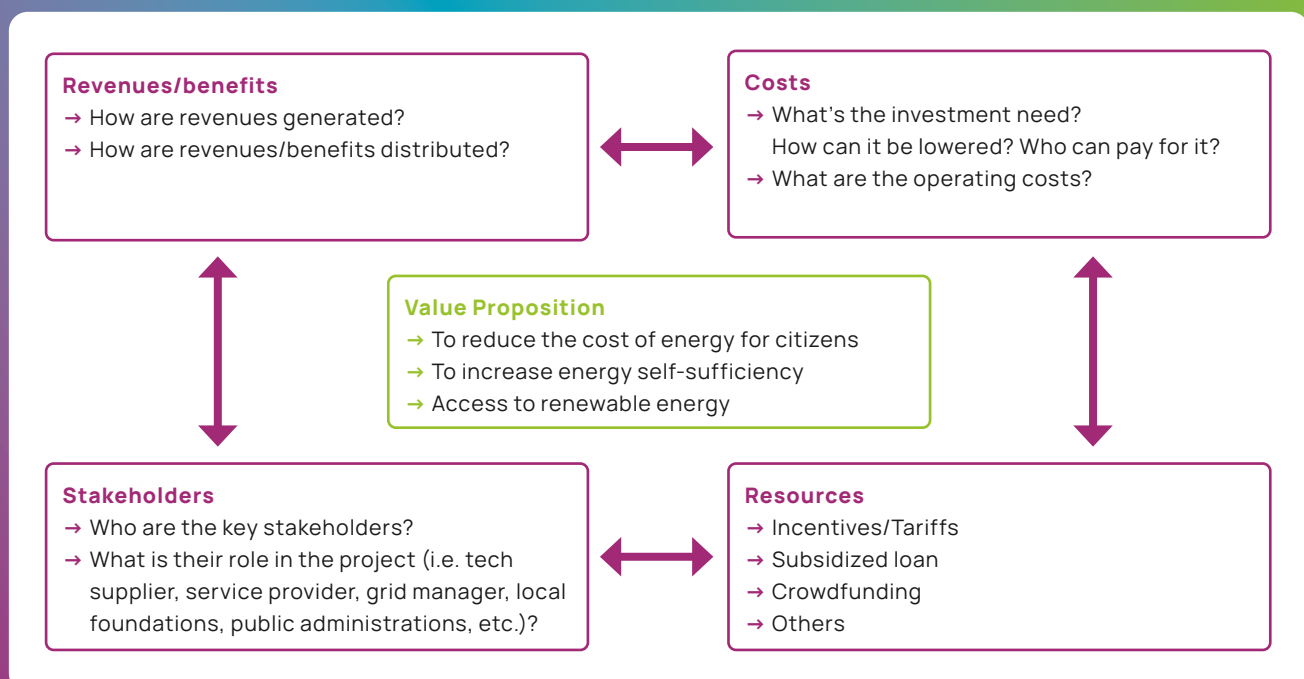 Revenues/benefits
→ How are revenues generated?
→ How are revenues/benefits distributed?
Costs
→ What's the investment need?
How can it be lowered? Who can pay for it?
→ What are the operating costs?
Value Proposition
→ To reduce the cost of energy for citizens
→ To increase energy self-sufficiency
→ Access to renewable energy
Stakeholders
→ Who are the key stakeholders?
→ What is their role in the project (i.e. tech
supplier, service provider, grid manager, local
foundations, public administrations, etc.)?
Resources
→ Incentives/Tariffs
→ Subsidized loan
→ Crowdfunding
→ Others